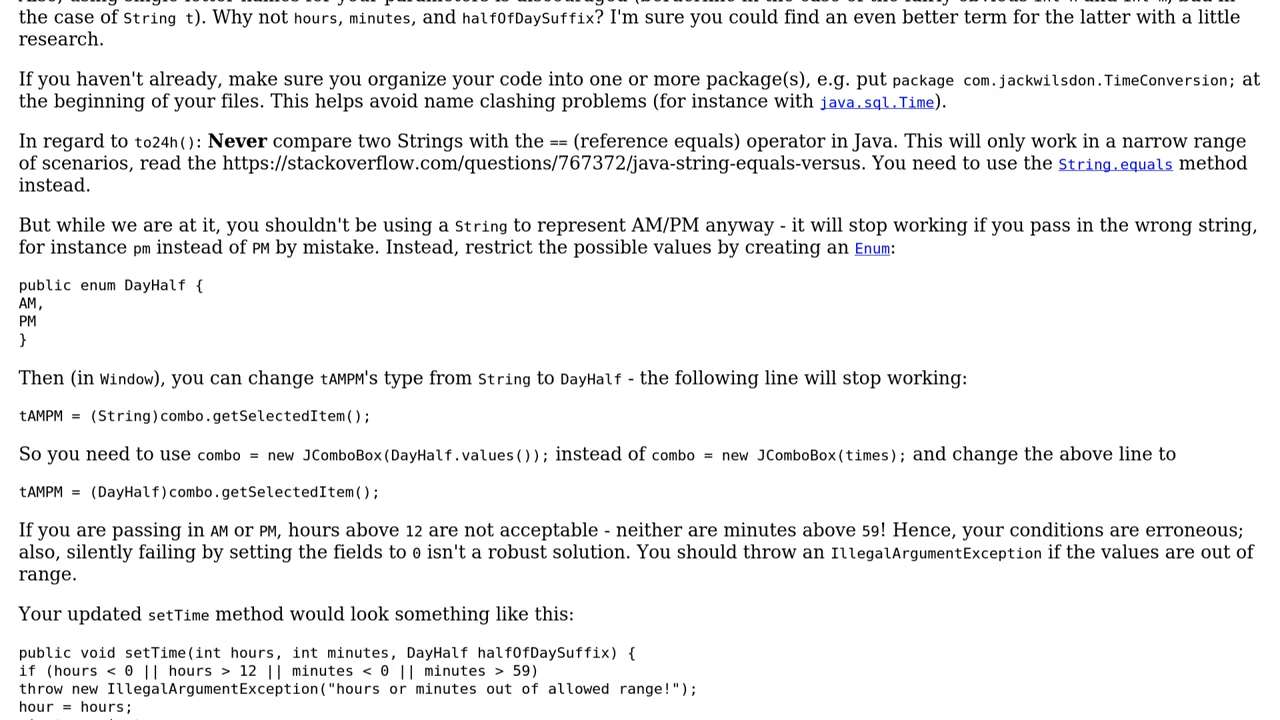 the case of String t). Why not hours, minutes, and halfOfDaySuffix? I'm sure you could find an even better term for the latter with a little
research.
If you haven't already, make sure you organize your code into one or more package(s), e.g. put package com.jackwilsdon.TimeConversion; at
the beginning of your files. This helps avoid name clashing problems (for instance with java.sql.Time).
In regard to to24h(): Never compare two Strings with the == (reference equals) operator in Java. This will only work in a narrow range
of scenarios, read the https://stackoverflow.com/questions/767372/java-string-equals-versus. You need to use the String.equals method
instead.
But while we are at it, you shouldn't be using a String to represent AM/PM anyway - it will stop working if you pass in the wrong string,
for instance pm instead of PM by mistake. Instead, restrict the possible values by creating an Enum:
public enum DayHalf {
AM,
PM
}
Then (in Window), you can change tAMPM's type from String to DayHalf - the following line will stop working:
tAMPM = (String)combo.getSelectedItem();
So you need to use combo = new JComboBox(DayHalf.values()); instead of combo = new JComboBox(times); and change the above line to
tAMPM = (DayHalf)combo.getSelectedItem();
If you are passing in AM or PM, hours above 12 are not acceptable - neither are minutes above 59! Hence, your conditions are erroneous;
also, silently failing by setting the fields to 0 isn't a robust solution. You should throw an IllegalArgumentException if the values are out of
range.
Your updated setTime method would look something like this:
public void setTime(int hours, int minutes, DayHalf halfOfDaySuffix) {
if (hours < 0 || hours > 12 || minutes < 0 || minutes > 59)
throw new IllegalArgumentException("hours or minutes out of allowed range!");
hour = hours;